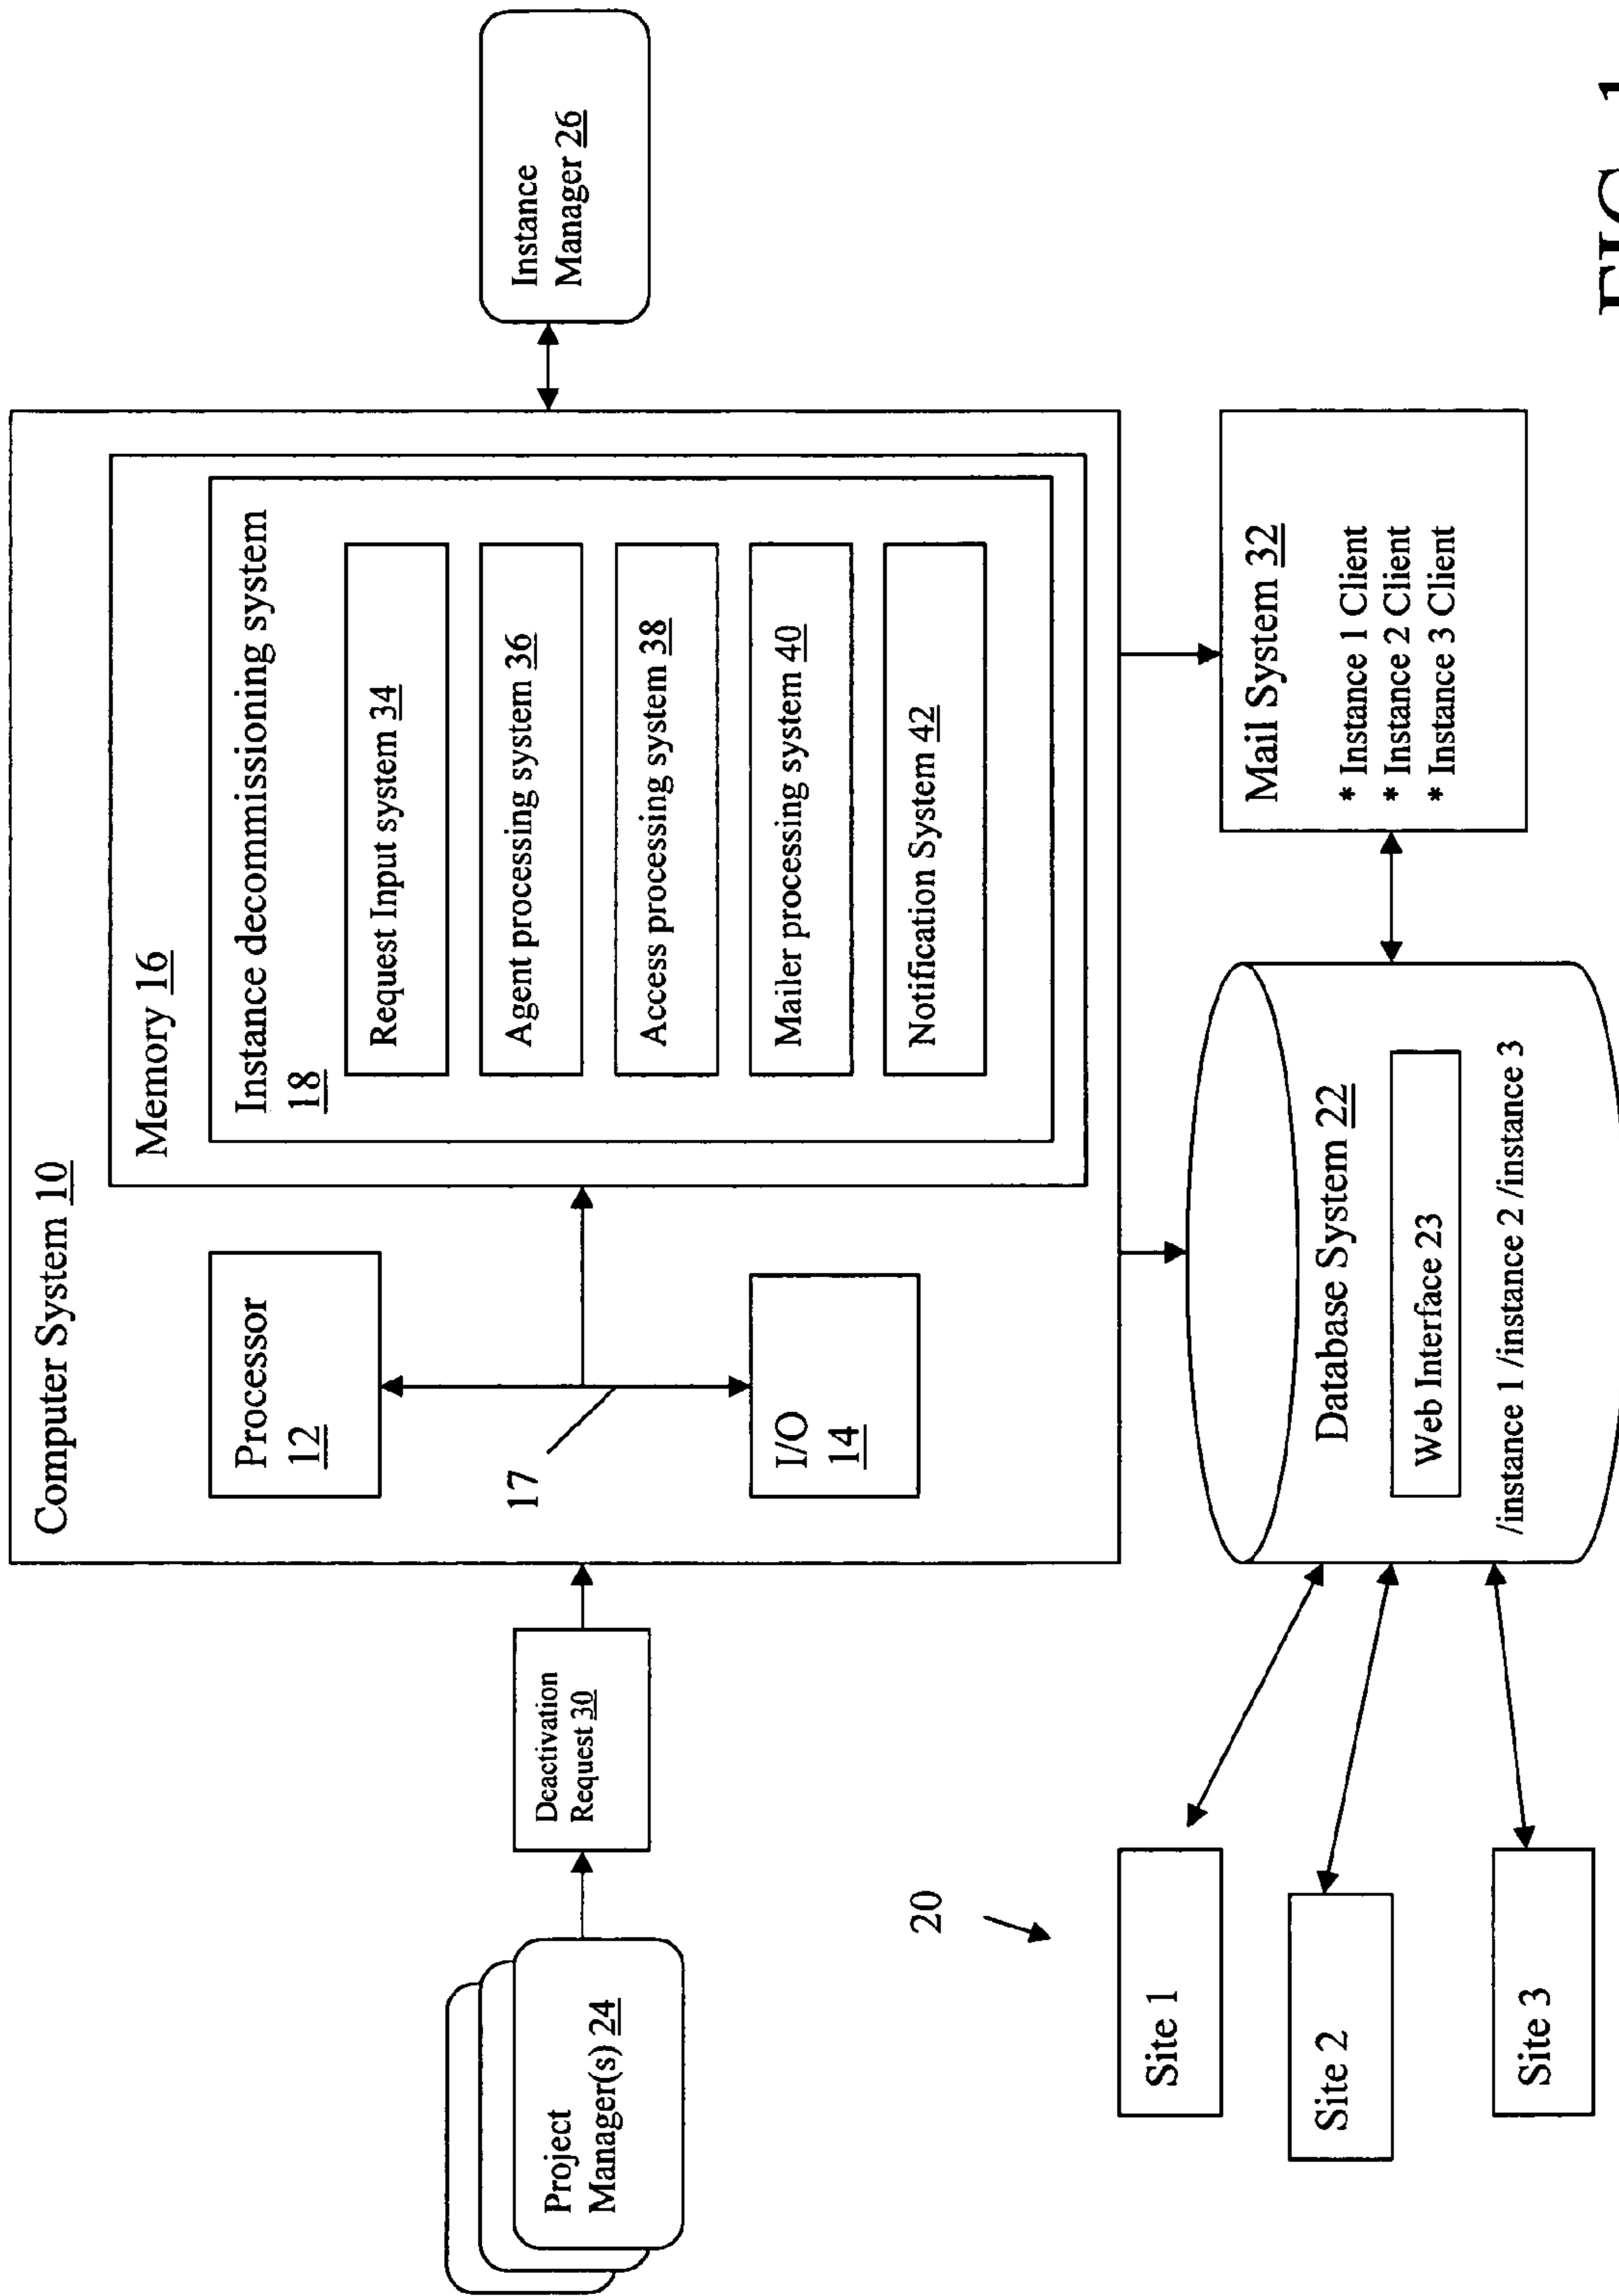 Computer System 10
Processor
12
17
I/O
14
Memory 16
Instance decommissioning system
18
Request Input system 34
Agent processing system 36
Access processing system 38
Mailer processing system 40
Notification System 42
Instance
Manager 26
Project
Manager(s) 24
Deactivation
Request 30
20
Site 1
Site 2
Site 3
Database System 22
Web Interface 23
/instance 1 /instance 2 /instance 3
Mail System 32
* Instance 1 Client
* Instance 2 Client
* Instance 3 Client
FIG. 1